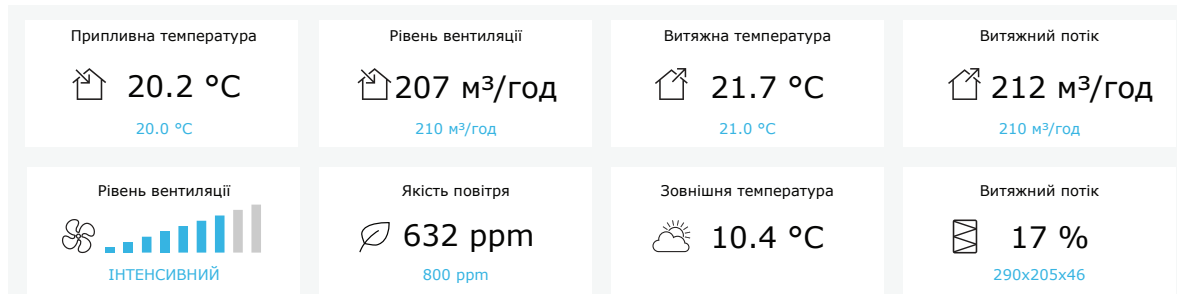 Припливна температура
20.2 °C
20.0 °C
Рівень вентиляції
207 м³/год
210 м³/год
Витяжна температура
21.7 °C
21.0 °C
Витяжний потік
212 м³/год
210 м³/год
Рівень вентиляції
ІНТЕНСИВНИЙ
Якість повітря
632 ppm
800 ppm
Зовнішня температура
10.4 °C
Витяжний потік
17 %
290x205x46